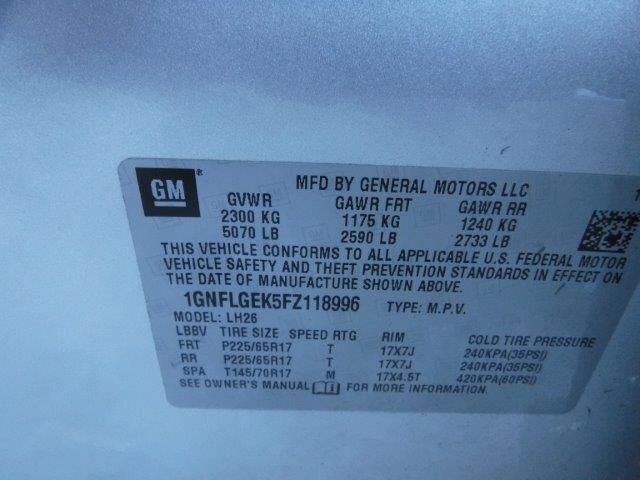 GM® MFD BY GENERAL MOTORS LLC
GVWR GAWR FRT GAWR RR
2300 KG 1175 KG 1240 KG
5070 LB 2590 LB 2733 LB
THIS VEHICLE CONFORMS TO ALL APPLICABLE U.S. FEDERAL MOTOR
VEHICLE SAFETY AND THEFT PREVENTION STANDARDS IN EFFECT ON
THE DATE OF MANUFACTURE SHOWN ABOVE.
1GNFLGEK5FZ118996 TYPE: M.P.V.
MODEL: LH26
LBBV TIRE SIZE SPEED RTG RIM COLD TIRE PRESSURE
FRT P225/65R17 T 17X7J 240KPA(35PSI)
RR P225/65R17 T 17X7J 240KPA(35PSI)
SPA T145/70R17 M 17X4.5T 420KPA(60PSI)
SEE OWNER'S MANUAL FOR MORE INFORMATION.